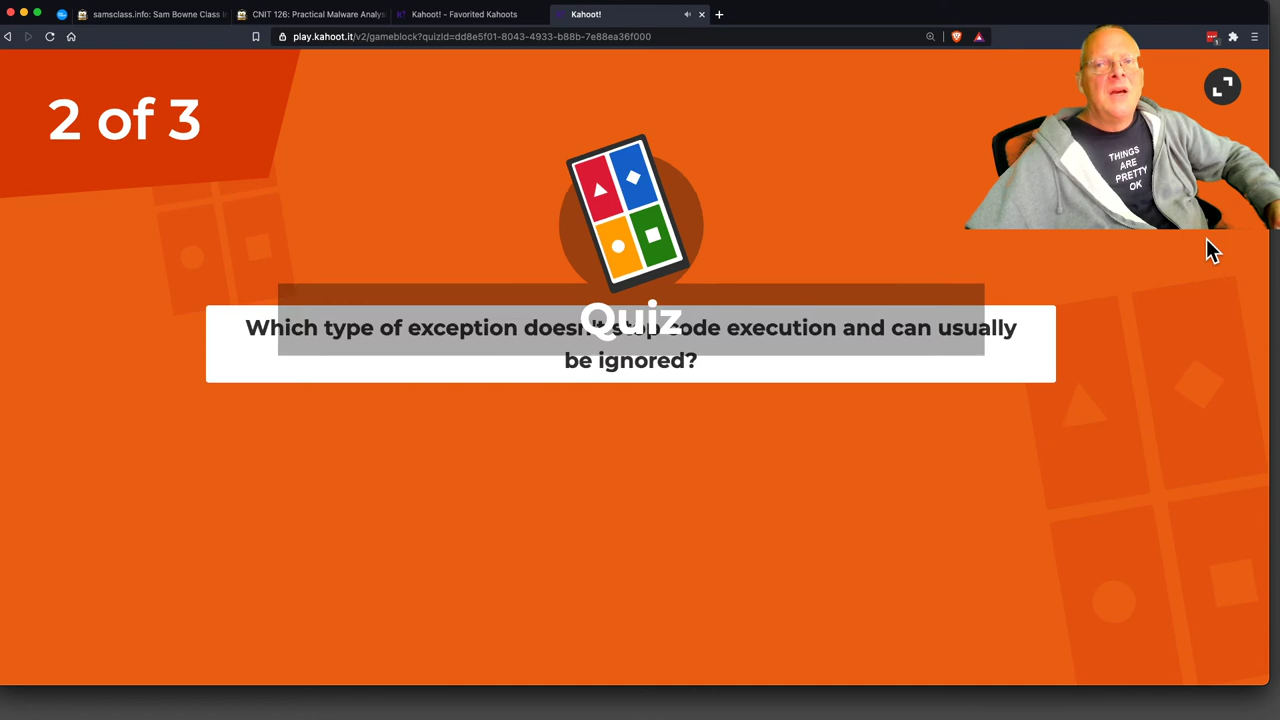 samsclass.info: Sam Bowne Class I
CNIT 126: Practical Malware Analys
Kahoot! - Favorited Kahoots
Kahoot!
play.kahoot.it/v2/gameblock?quizId=dd8e5f01-8043-4933-b88b-7e88ea36f000
2 of 3
THINGS
ARE
PRETTY
OK
Quiz
Which type of exception doesn't stop code execution and can usually
be ignored?